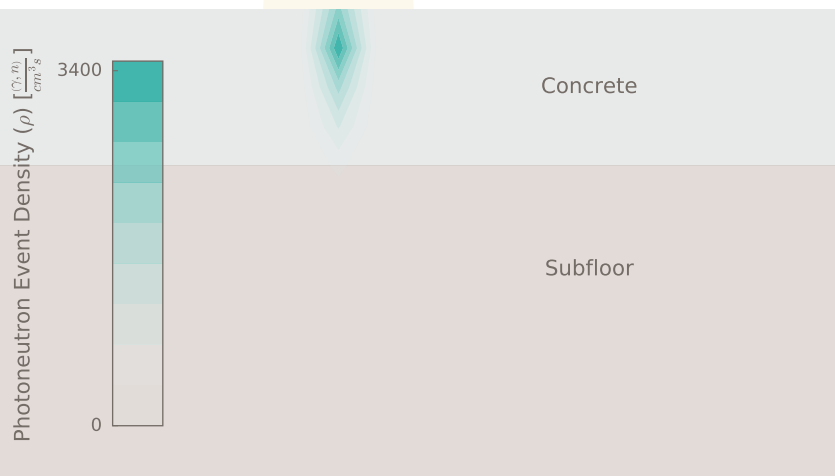 Photoneutron Event Density (ρ) [(γ,n)/cm³s]
3400
0
Concrete
Subfloor